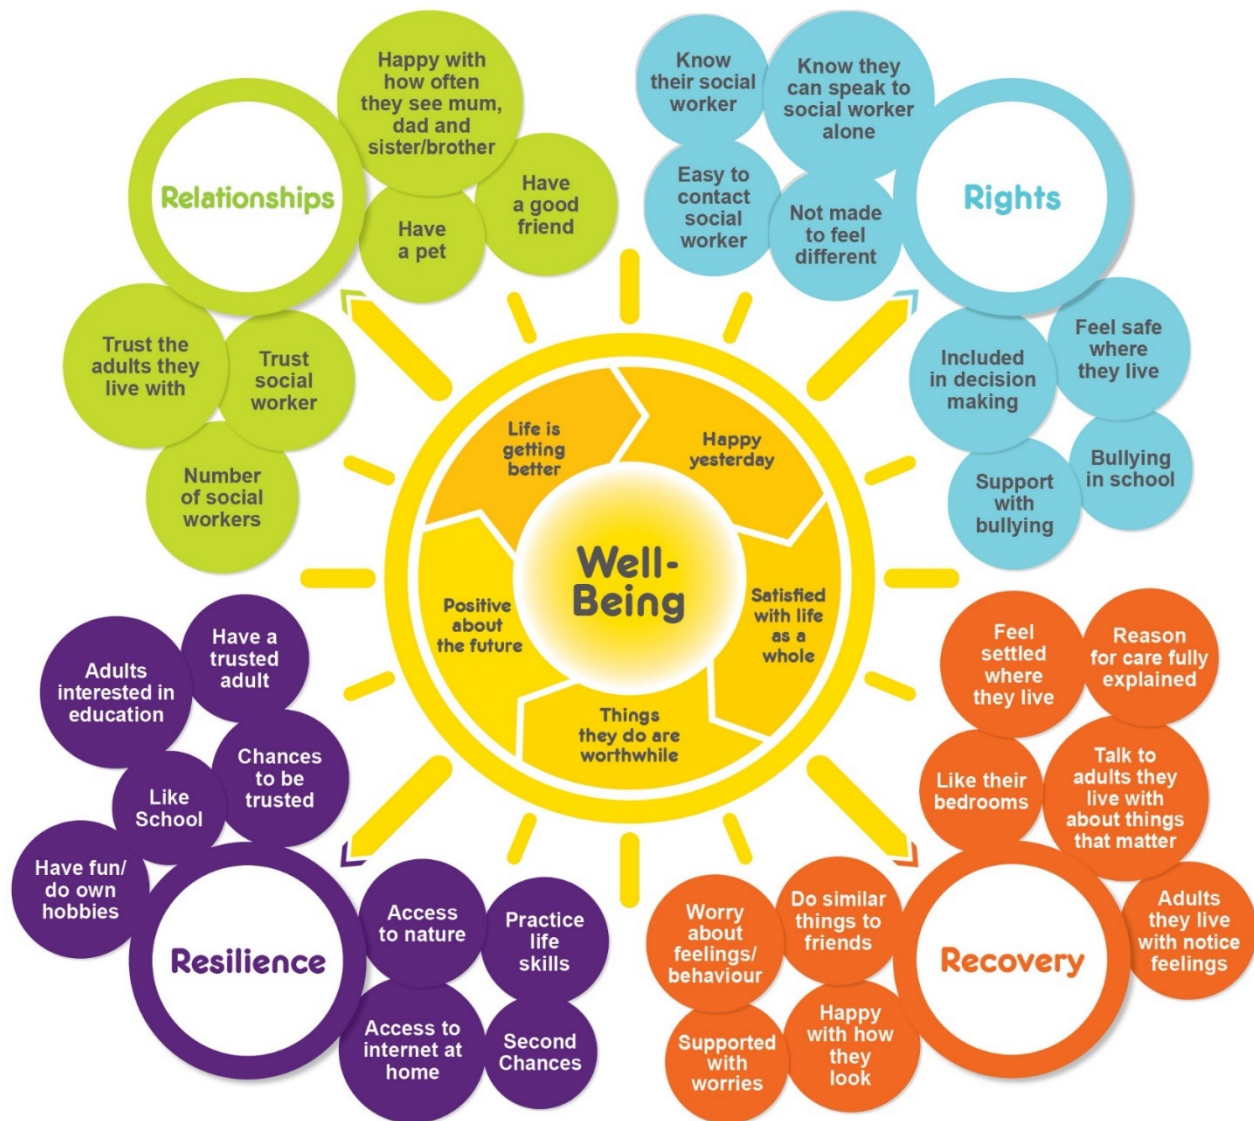 Happy with
how often
they see mum,
dad and
sister/brother
Relationships
Have
a pet
Have
a good
friend
Trust the
adults they
live with
Trust
social
worker
Number
of social
workers
Know
their social
worker
Know they
can speak to
social worker
alone
Easy to
contact
social
worker
Not made
to feel
different
Rights
Included
in decision
making
Feel safe
where
they live
Support
with
bullying
Bullying
in school
Life is
getting
better
Happy
yesterday
Well-
Being
Positive
about
the future
Satisfied
with life
as a
whole
Things
they do are
worthwhile
Adults
interested in
education
Have a
trusted
adult
Like
School
Chances
to be
trusted
Have fun/
do own
hobbies
Resilience
Access
to nature
Practice
life
skills
Access to
internet at
home
Second
Chances
Feel
settled
where
they live
Reason
for care fully
explained
Like their
bedrooms
Talk to
adults they
live with
about things
that matter
Worry
about
feelings/
behaviour
Do similar
things to
friends
Recovery
Adults
they live
with notice
feelings
Supported
with
worries
Happy
with how
they
look